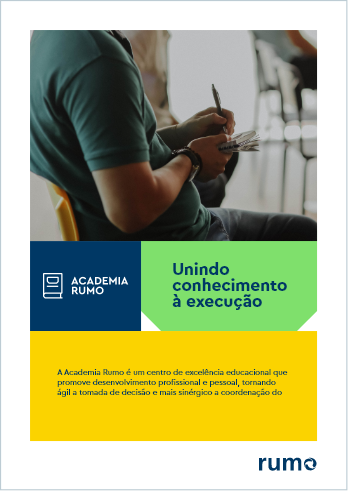 ACADEMIA
RUMO
Unindo
conhecimento
à execução
A Academia Rumo é um centro de excelência educacional que
promove desenvolvimento profissional e pessoal, tornando
ágil a tomada de decisão e mais sinérgico a coordenação do
rumo